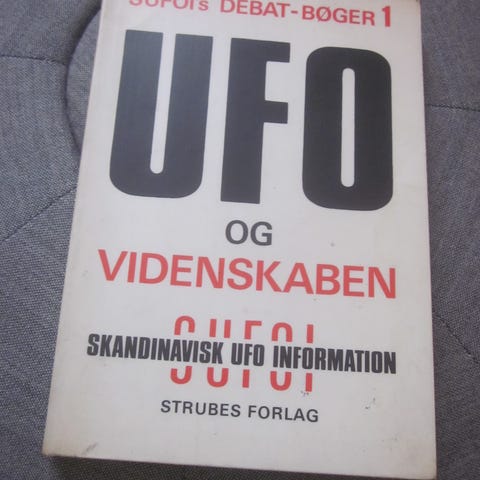 SUFOIs DEBAT-BØGER 1
UFO
OG
VIDENSKABEN
SUFOI
SKANDINAVISK UFO INFORMATION
STRUBES FORLAG